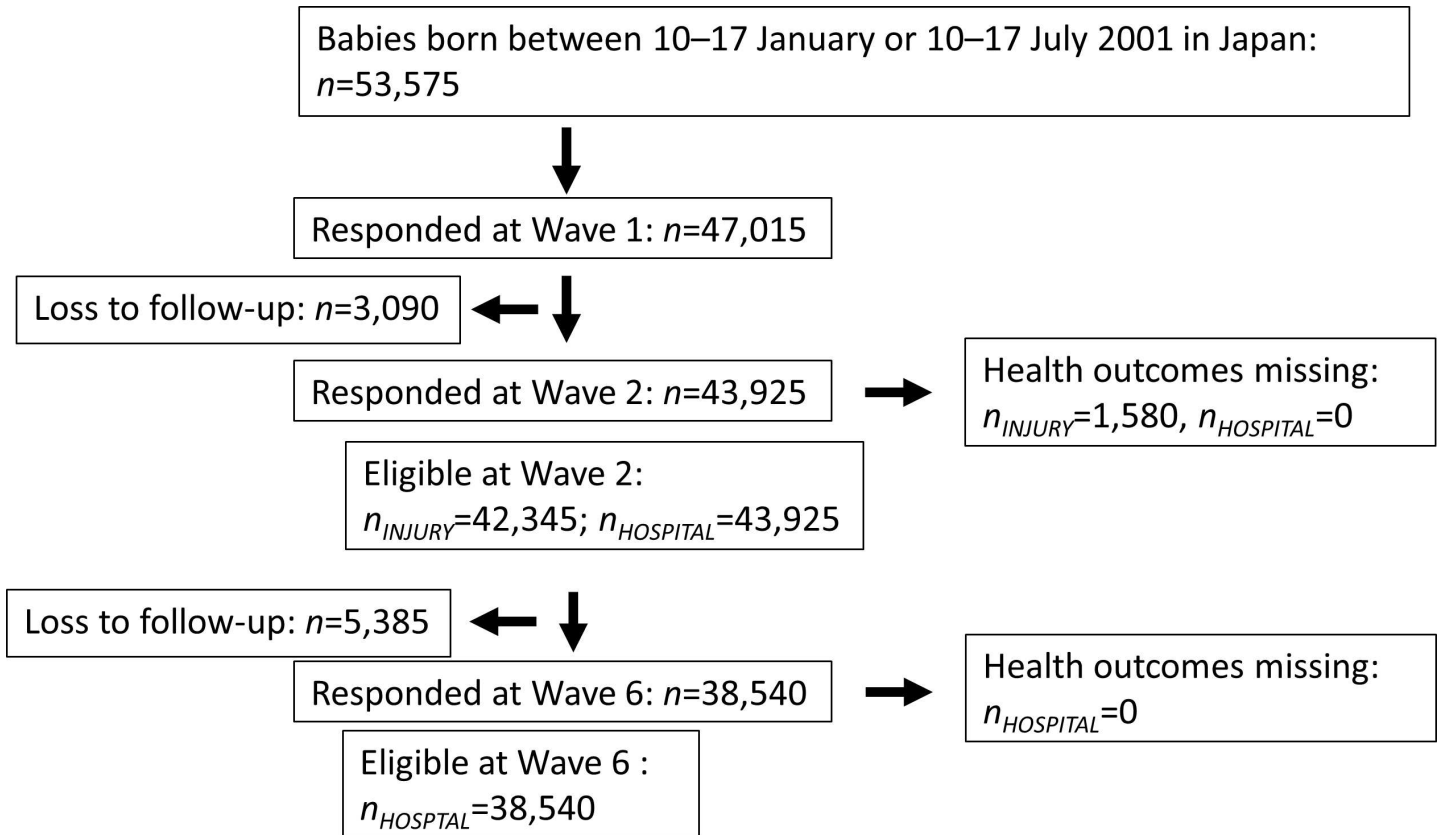 Babies born between 10–17 January or 10–17 July 2001 in Japan:
n=53,575
Responded at Wave 1: n=47,015
Loss to follow-up: n=3,090
Responded at Wave 2: n=43,925
Health outcomes missing:
nINJURY=1,580, nHOSPITAL=0
Eligible at Wave 2:
nINJURY=42,345; nHOSPITAL=43,925
Loss to follow-up: n=5,385
Responded at Wave 6: n=38,540
Health outcomes missing:
nHOSPITAL=0
Eligible at Wave 6 :
nHOSPTAL=38,540